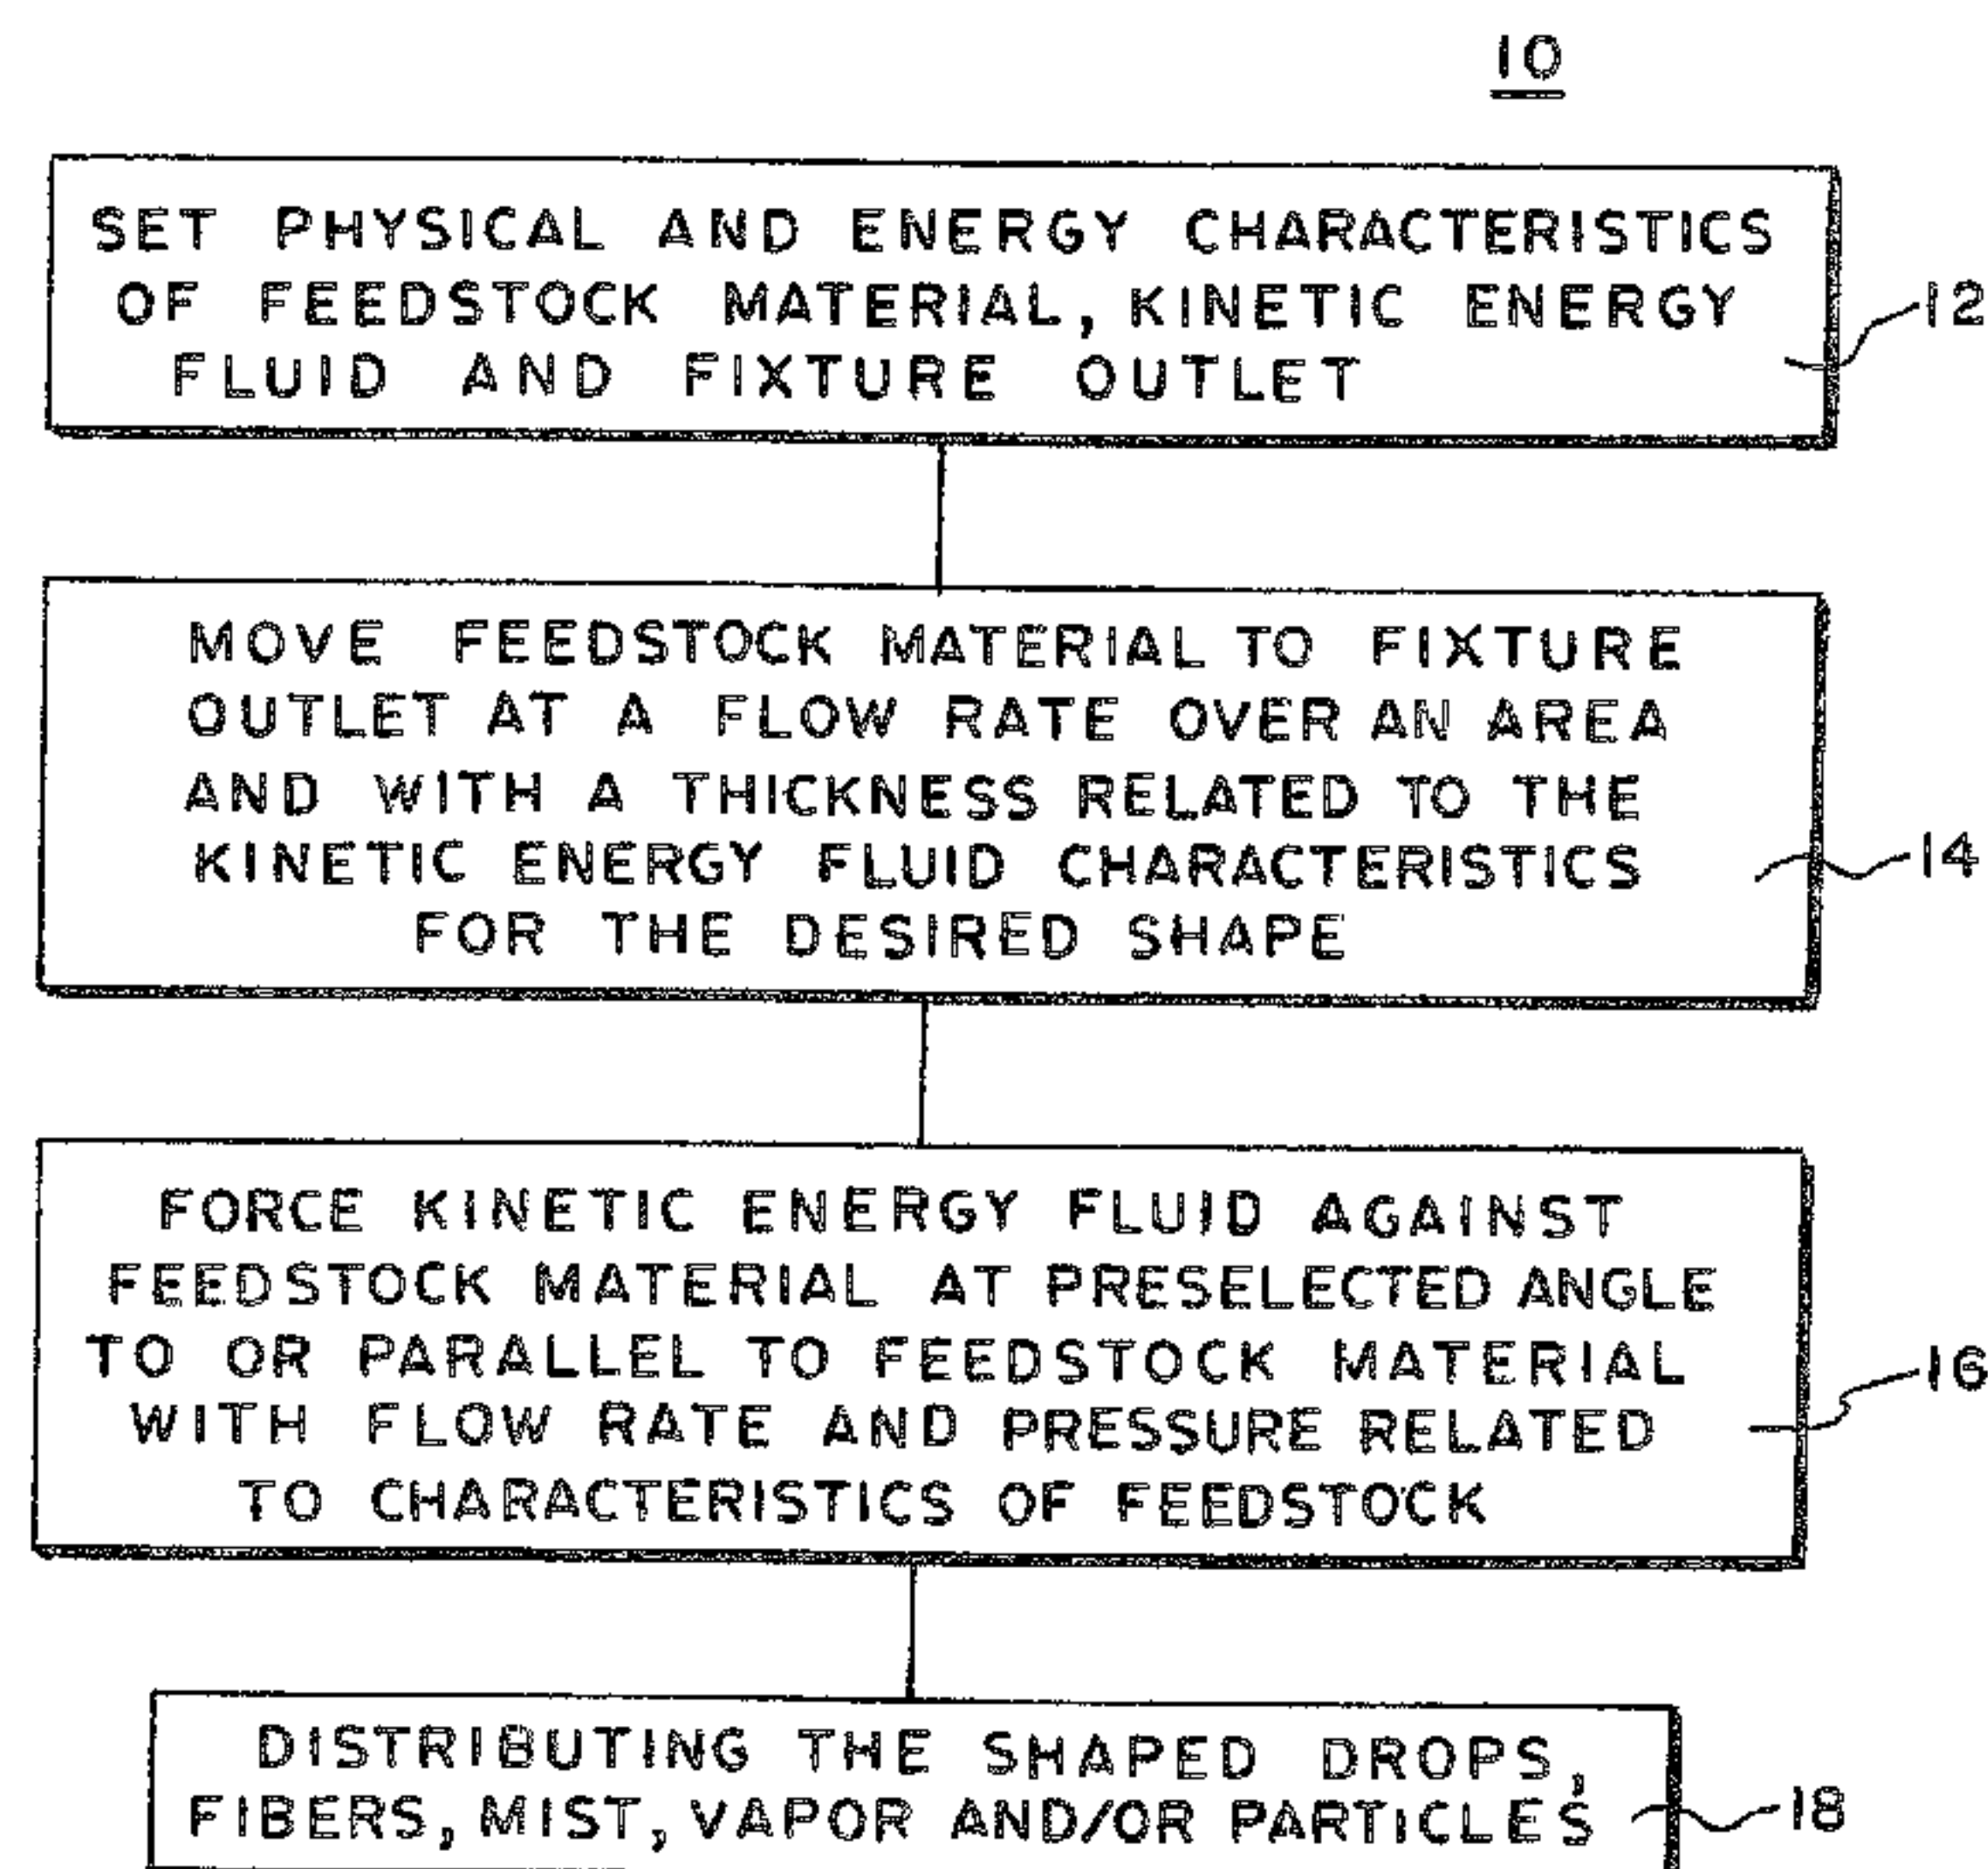 10
SET PHYSICAL AND ENERGY CHARACTERISTICS
OF FEEDSTOCK MATERIAL, KINETIC ENERGY
FLUID AND FIXTURE OUTLET
12
MOVE FEEDSTOCK MATERIAL TO FIXTURE
OUTLET AT A FLOW RATE OVER AN AREA
AND WITH A THICKNESS RELATED TO THE
KINETIC ENERGY FLUID CHARACTERISTICS
FOR THE DESIRED SHAPE
14
FORCE KINETIC ENERGY FLUID AGAINST
FEEDSTOCK MATERIAL AT PRESELECTED ANGLE
TO OR PARALLEL TO FEEDSTOCK MATERIAL
WITH FLOW RATE AND PRESSURE RELATED
TO CHARACTERISTICS OF FEEDSTOCK
16
DISTRIBUTING THE SHAPED DROPS,
FIBERS, MIST, VAPOR AND/OR PARTICLES
18